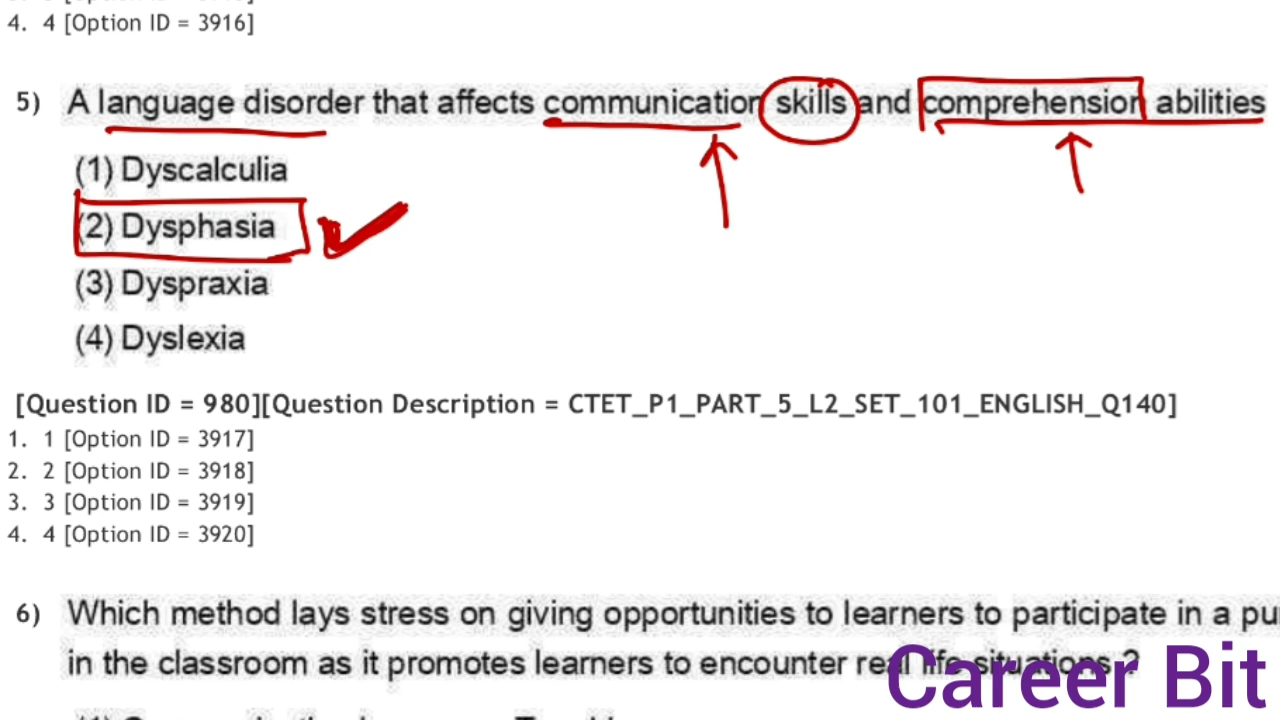 4. 4 [Option ID = 3916]
5) A language disorder that affects communication skills and comprehension abilities
(1) Dyscalculia
(2) Dysphasia
(3) Dyspraxia
(4) Dyslexia
[Question ID = 980][Question Description = CTET_P1_PART_5_L2_SET_101_ENGLISH_Q140]
1. 1 [Option ID = 3917]
2. 2 [Option ID = 3918]
3. 3 [Option ID = 3919]
4. 4 [Option ID = 3920]
6) Which method lays stress on giving opportunities to learners to participate in a pu
in the classroom as it promotes learners to encounter real life situations ?
Career Bit